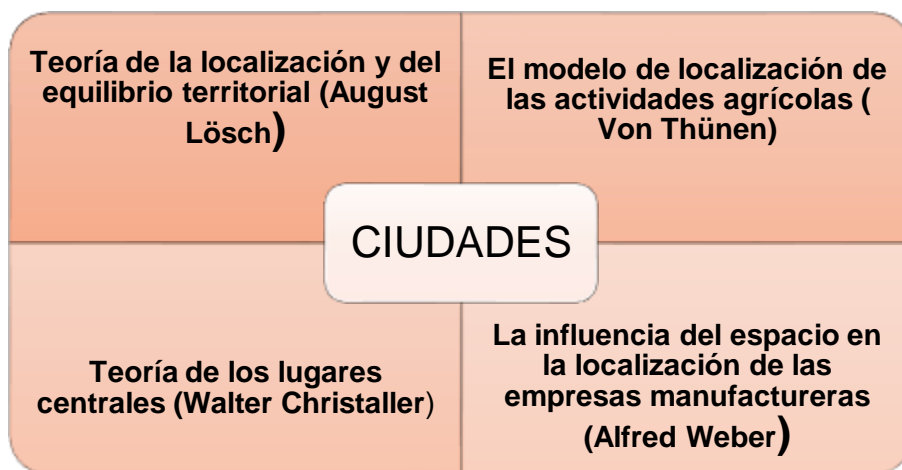 Teoría de la localización y del
equilibrio territorial (August
Lösch)
El modelo de localización de
las actividades agrícolas (
Von Thünen)
CIUDADES
Teoría de los lugares
centrales (Walter Christaller)
La influencia del espacio en
la localización de las
empresas manufactureras
(Alfred Weber)